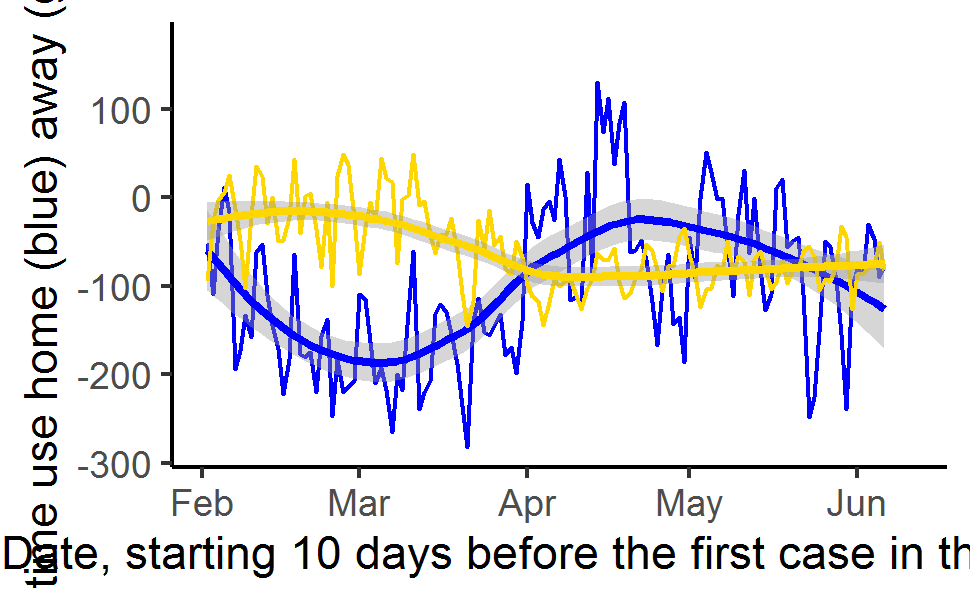 time use home (blue) away (
100
0
-100
-200
-300
Feb Mar Apr May Jun
Date, starting 10 days before the first case in th